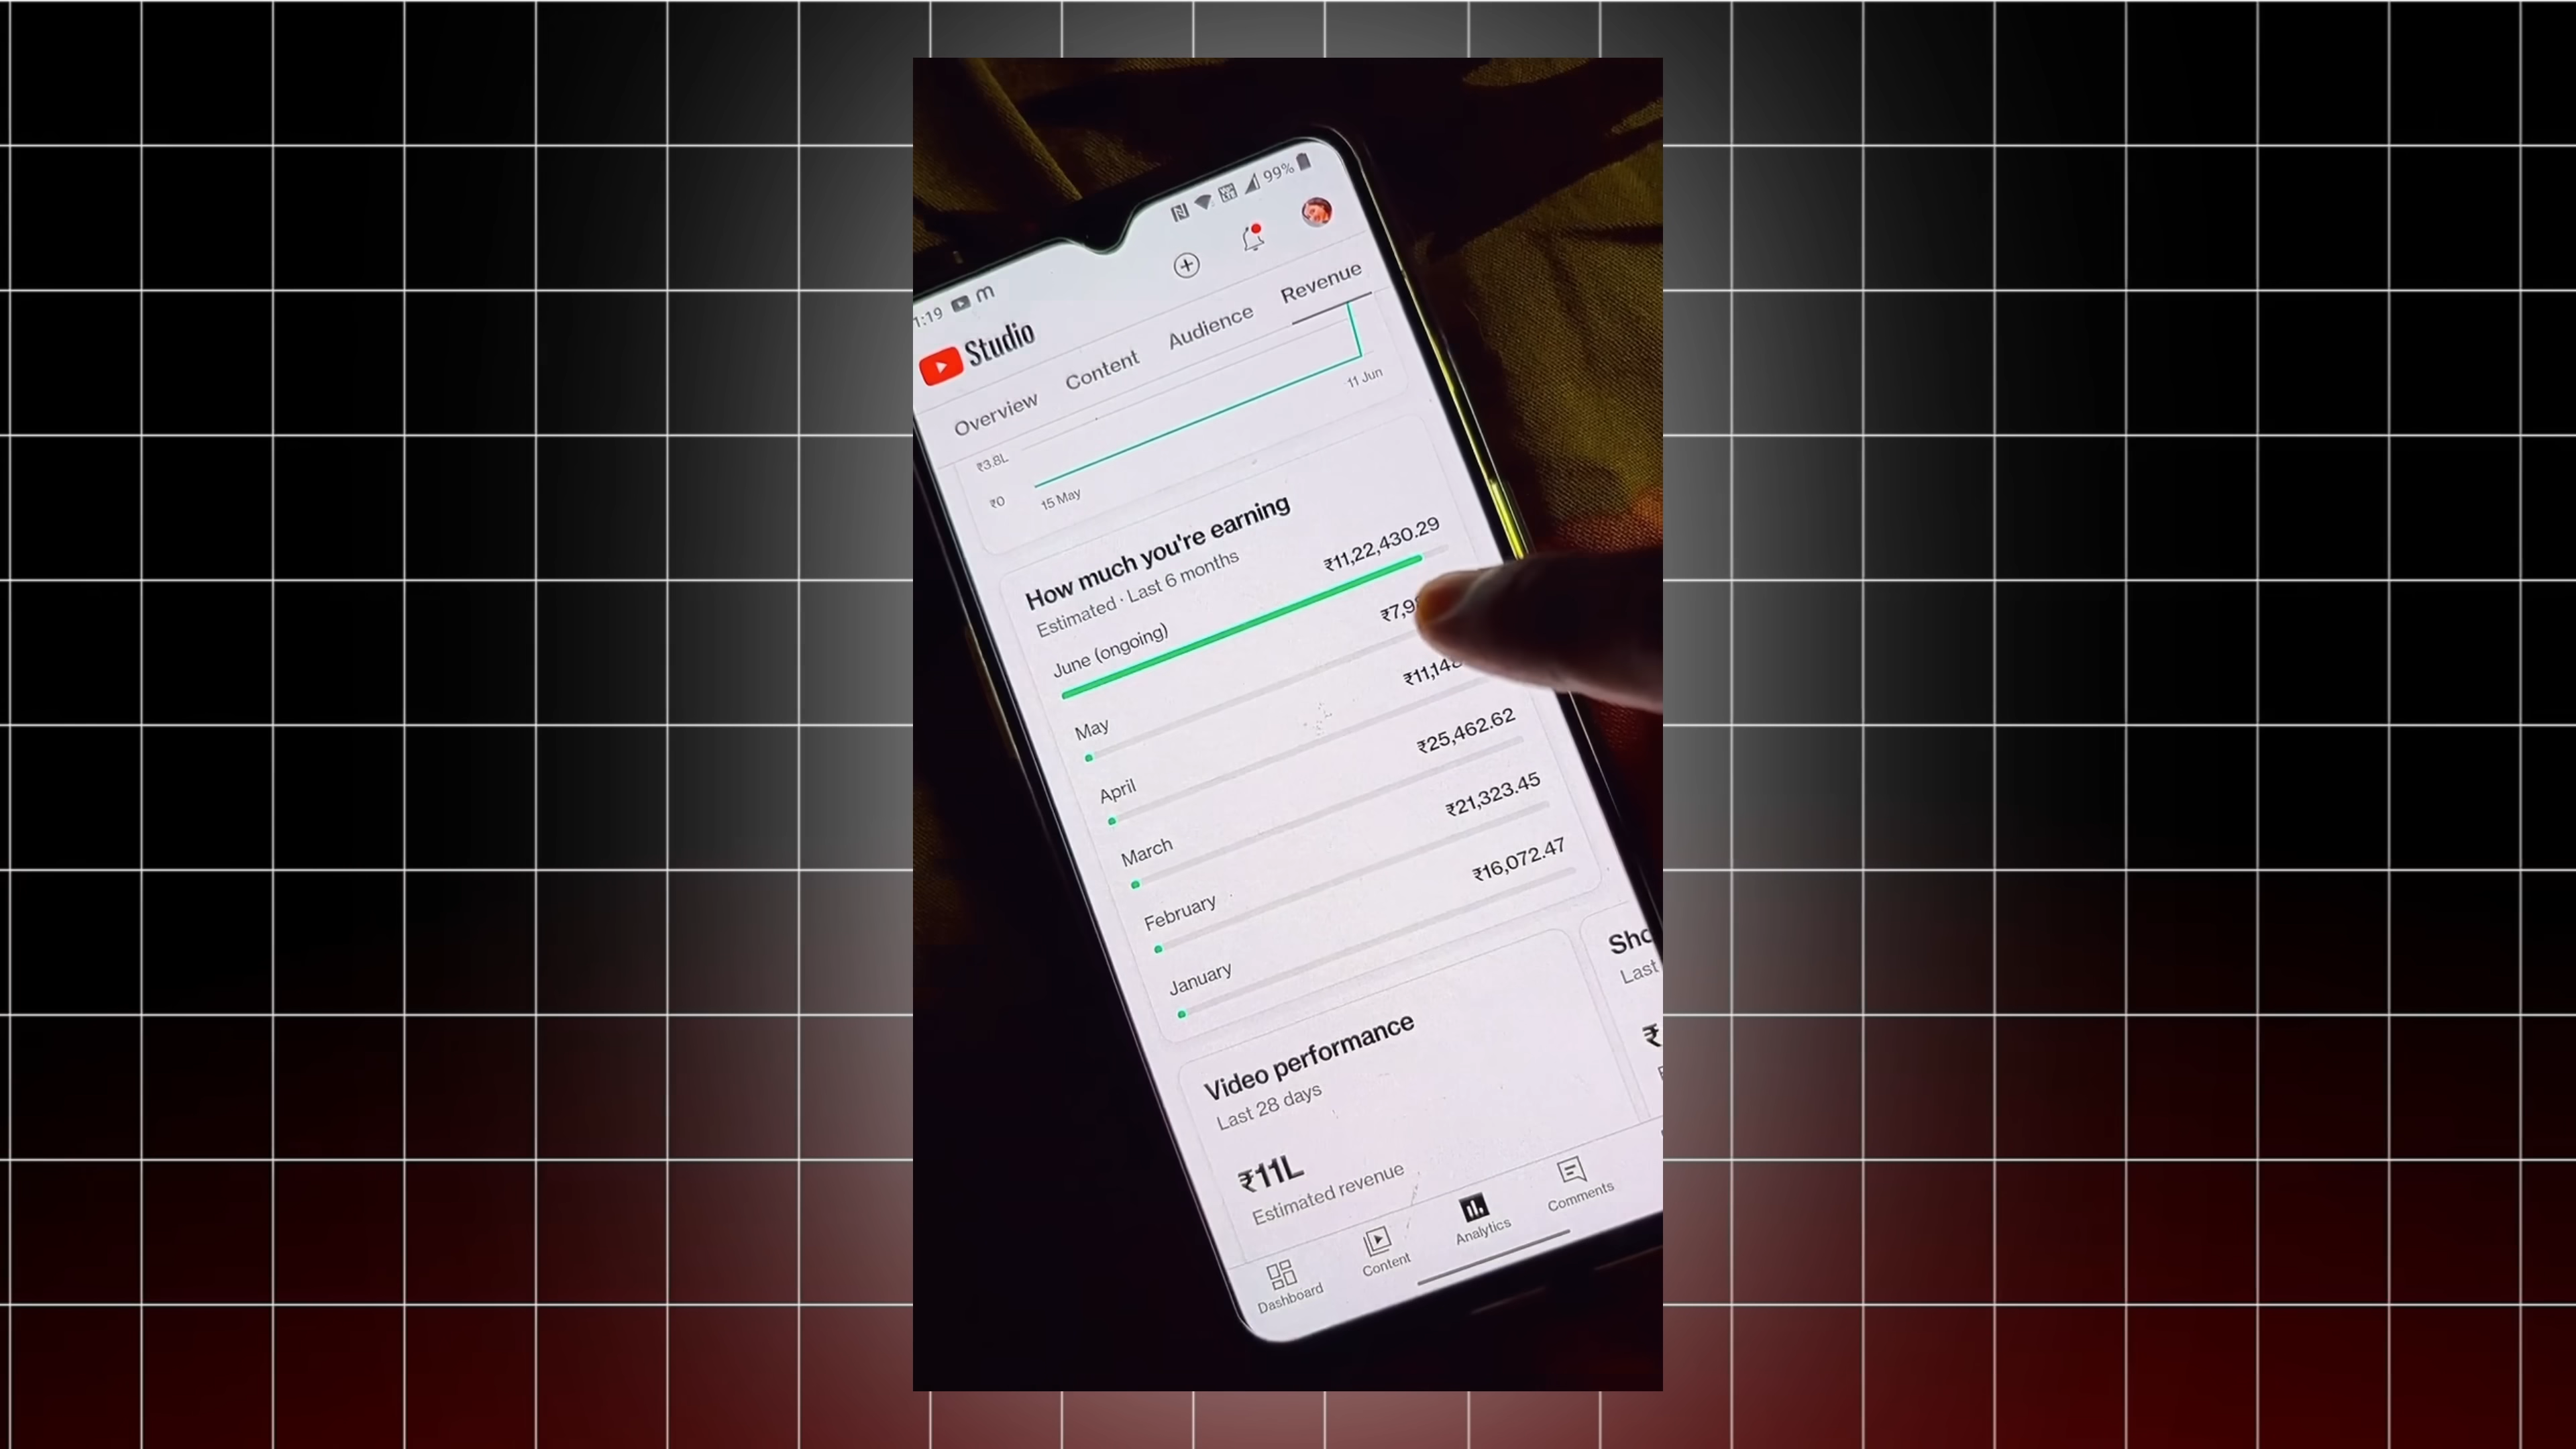 1:19 m 99%
Studio
Overview Content Audience Revenue
₹3.8L
₹0
15 May 11 Jun
How much you're earning
Estimated · Last 6 months
June (ongoing) ₹11,22,430.29
May
April
March ₹25,462.62
February ₹21,323.45
January ₹16,072.47
Video performance
Last 28 days
₹11L
Estimated revenue
Last
₹
Dashboard Content Analytics Comments